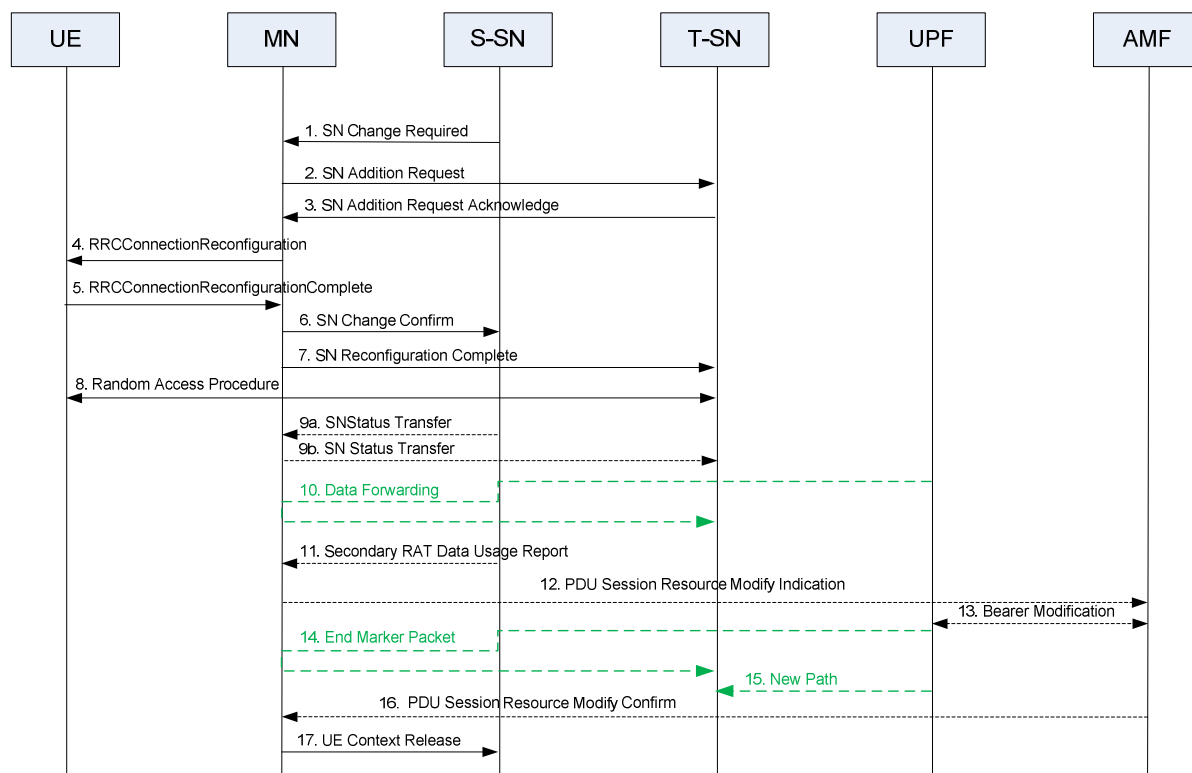 UE
MN
S-SN
T-SN
UPF
AMF
1. SN Change Required
2. SN Addition Request
3. SN Addition Request Acknowledge
4. RRCConnectionReconfiguration
5. RRCConnectionReconfigurationComplete
6. SN Change Confirm
7. SN Reconfiguration Complete
8. Random Access Procedure
9a. SNStatus Transfer
9b. SN Status Transfer
10. Data Forwarding
11. Secondary RAT Data Usage Report
12. PDU Session Resource Modify Indication
13. Bearer Modification
14. End Marker Packet
15. New Path
16. PDU Session Resource Modify Confirm
17. UE Context Release